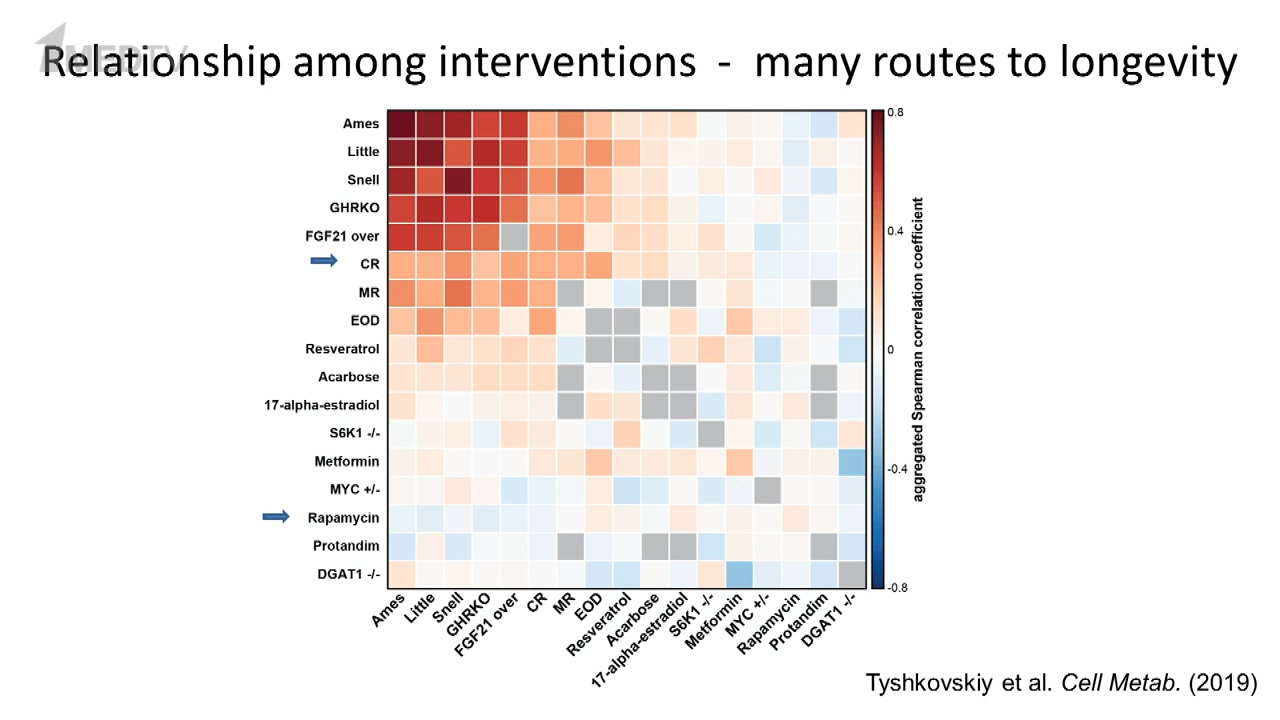 MEDTV
Relationship among interventions - many routes to longevity
Ames
Little
Snell
GHRKO
FGF21 over
CR
MR
EOD
Resveratrol
Acarbose
17-alpha-estradiol
S6K1 -/-
Metformin
MYC +/-
Rapamycin
Protandim
DGAT1 -/-
Ames
Little
Snell
GHRKO
FGF21 over
CR
MR
EOD
Resveratrol
Acarbose
17-alpha-estradiol
S6K1 -/-
Metformin
MYC +/-
Rapamycin
Protandim
DGAT1 -/-
0.8
0.4
0
-0.4
-0.8
aggregated Spearman correlation coefficient
Tyshkovskiy et al. Cell Metab. (2019)